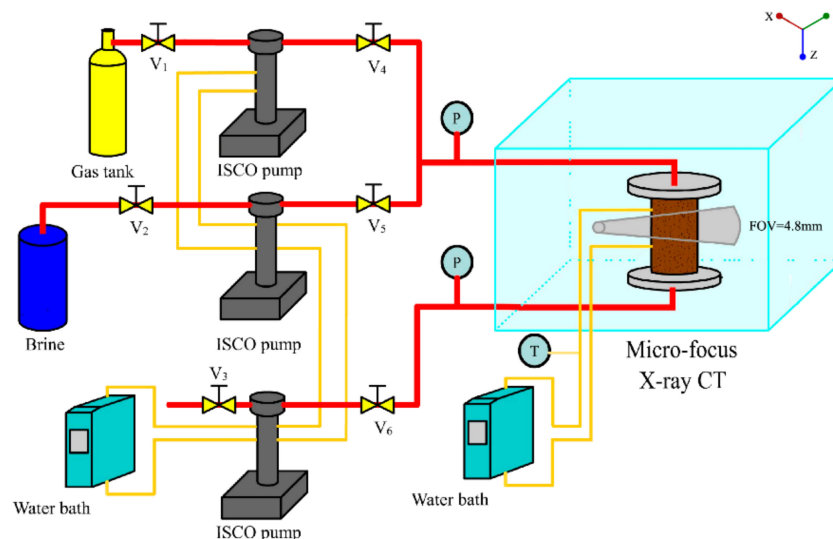 X
Z
V1
V4
P
Gas tank
ISCO pump
V2
V5
FOV=4.8mm
P
Brine
ISCO pump
T
Micro-focus
X-ray CT
V3
V6
Water bath
Water bath
ISCO pump